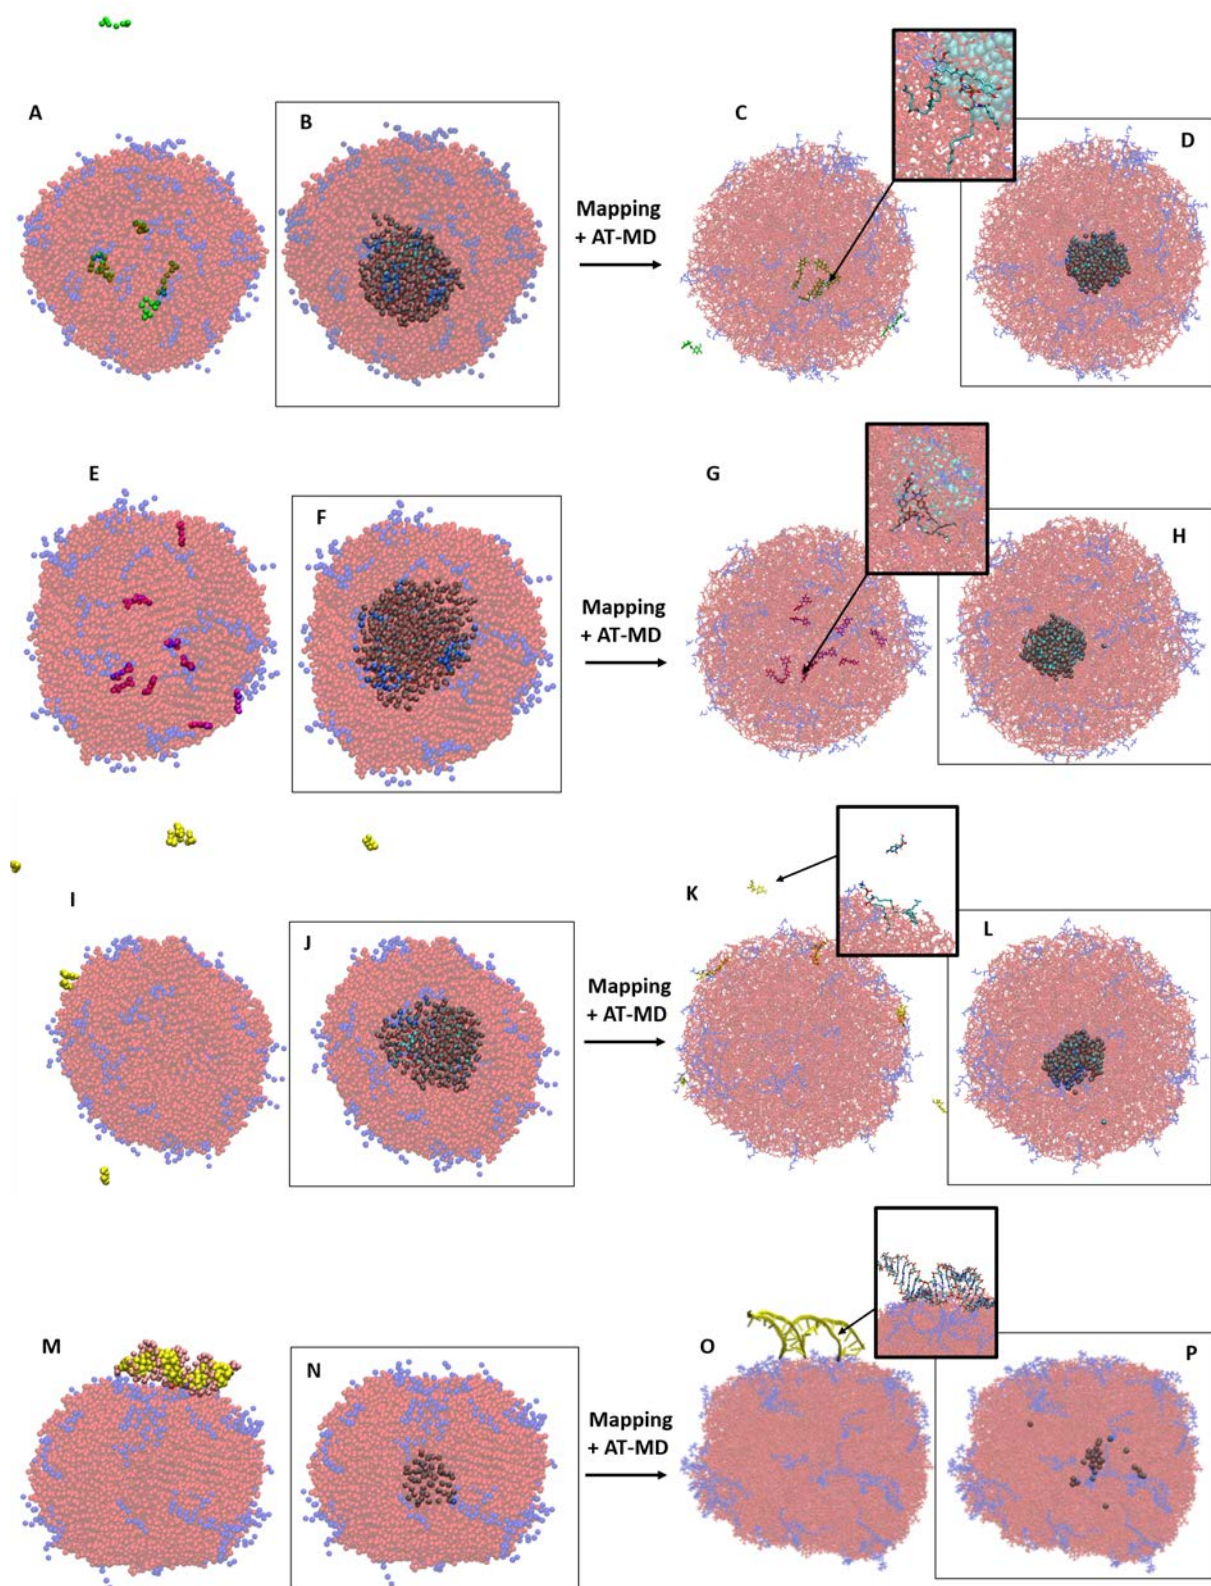 A
B
Mapping
+ AT-MD
C
D
E
F
Mapping
+ AT-MD
G
H
I
J
Mapping
+ AT-MD
K
L
M
N
Mapping
+ AT-MD
O
P